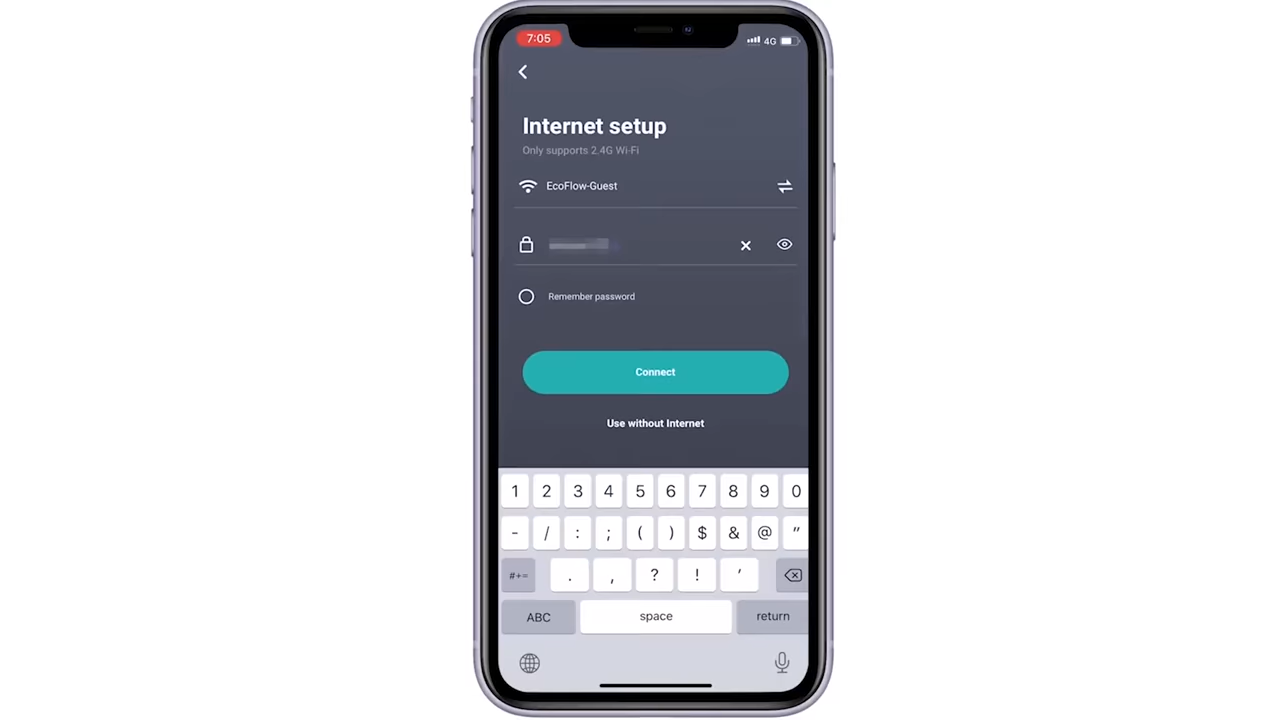 7:05
4G
Internet setup
Only supports 2.4G Wi-Fi
EcoFlow-Guest
Remember password
Connect
Use without Internet
1 2 3 4 5 6 7 8 9 0
- / : ; ( ) $ & @ "
#+= . , ? ! '
ABC space return